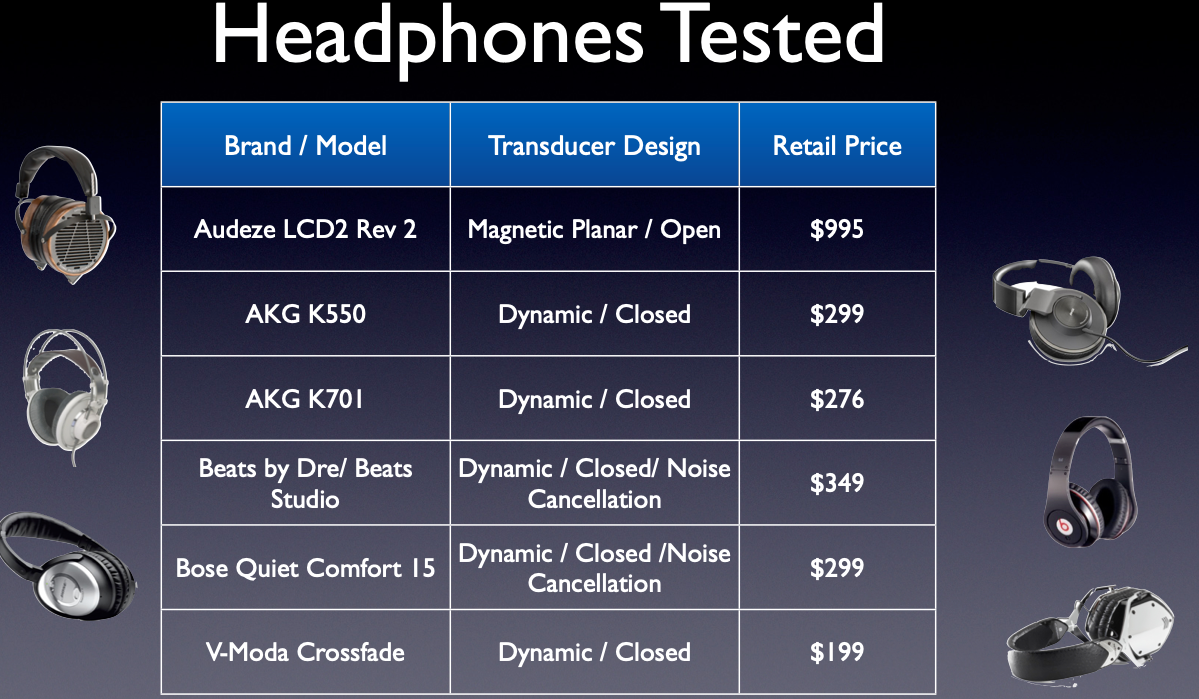 Headphones Tested
Brand / Model
Transducer Design
Retail Price
Audeze LCD2 Rev 2
Magnetic Planar / Open
$995
AKG K550
Dynamic / Closed
$299
AKG K701
Dynamic / Closed
$276
Beats by Dre/ Beats
Studio
Dynamic / Closed/ Noise
Cancellation
$349
Bose Quiet Comfort 15
Dynamic / Closed /Noise
Cancellation
$299
V-Moda Crossfade
Dynamic / Closed
$199